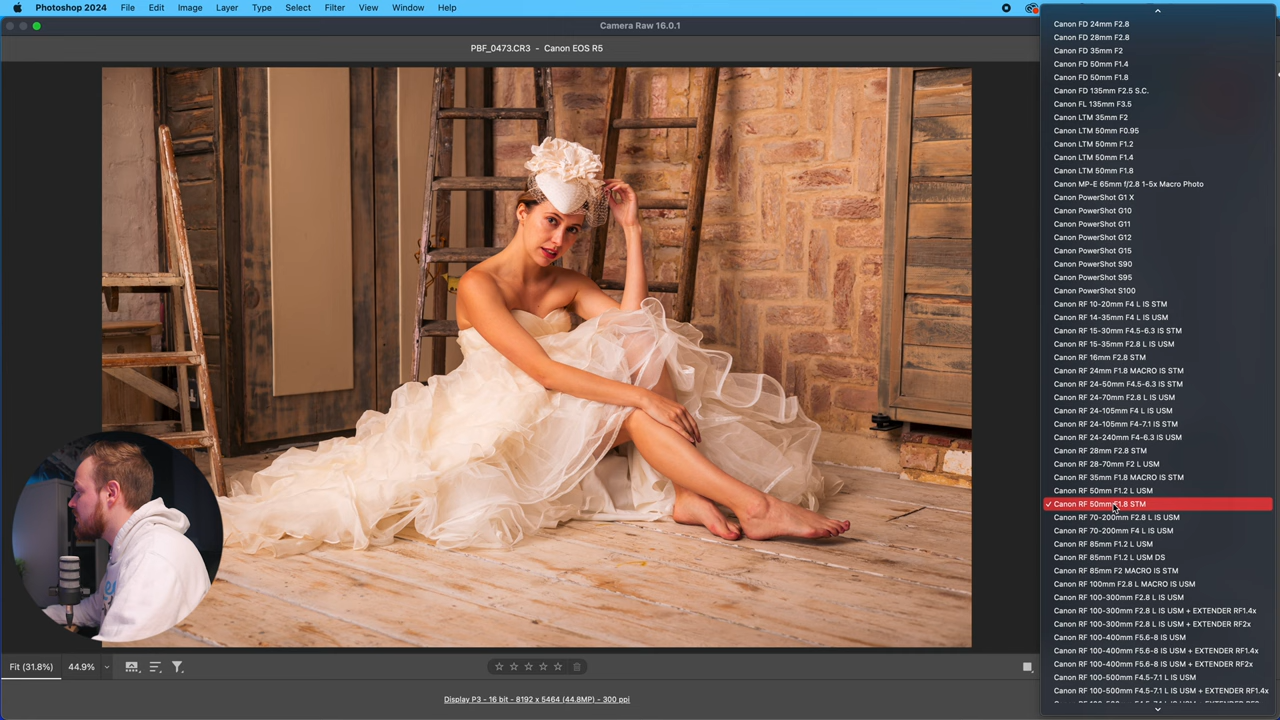 Photoshop 2024 File Edit Image Layer Type Select Filter View Window Help
Camera Raw 16.0.1
PBF_0473.CR3 - Canon EOS R5
Canon FD 24mm F2.8
Canon FD 28mm F2.8
Canon FD 35mm F2
Canon FD 50mm F1.4
Canon FD 50mm F1.8
Canon FD 135mm F2.5 S.C.
Canon FL 135mm F3.5
Canon LTM 35mm F2
Canon LTM 50mm F0.95
Canon LTM 50mm F1.2
Canon LTM 50mm F1.4
Canon LTM 50mm F1.8
Canon MP-E 65mm f/2.8 1-5x Macro Photo
Canon PowerShot G1 X
Canon PowerShot G10
Canon PowerShot G11
Canon PowerShot G12
Canon PowerShot G15
Canon PowerShot S90
Canon PowerShot S95
Canon PowerShot S100
Canon RF 10-20mm F4 L IS STM
Canon RF 14-35mm F4 L IS USM
Canon RF 15-30mm F4.5-6.3 IS STM
Canon RF 15-35mm F2.8 L IS USM
Canon RF 16mm F2.8 STM
Canon RF 24mm F1.8 MACRO IS STM
Canon RF 24-50mm F4.5-6.3 IS STM
Canon RF 24-70mm F2.8 L IS USM
Canon RF 24-105mm F4 L IS USM
Canon RF 24-105mm F4-7.1 IS STM
Canon RF 24-240mm F4-6.3 IS USM
Canon RF 28mm F2.8 STM
Canon RF 28-70mm F2 L USM
Canon RF 35mm F1.8 MACRO IS STM
Canon RF 50mm F1.2 L USM
✓ Canon RF 50mm F1.8 STM
Canon RF 70-200mm F2.8 L IS USM
Canon RF 70-200mm F4 L IS USM
Canon RF 85mm F1.2 L USM
Canon RF 85mm F1.2 L USM DS
Canon RF 85mm F2 MACRO IS STM
Canon RF 100mm F2.8 L MACRO IS USM
Canon RF 100-300mm F2.8 L IS USM
Canon RF 100-300mm F2.8 L IS USM + EXTENDER RF1.4x
Canon RF 100-300mm F2.8 L IS USM + EXTENDER RF2x
Canon RF 100-400mm F5.6-8 IS USM
Canon RF 100-400mm F5.6-8 IS USM + EXTENDER RF1.4x
Canon RF 100-400mm F5.6-8 IS USM + EXTENDER RF2x
Canon RF 100-500mm F4.5-7.1 L IS USM
Canon RF 100-500mm F4.5-7.1 L IS USM + EXTENDER RF1.4x
Fit (31.8%) 44.9%
Display P3 - 16 bit - 8192 x 5464 (44.8MP) - 300 ppi